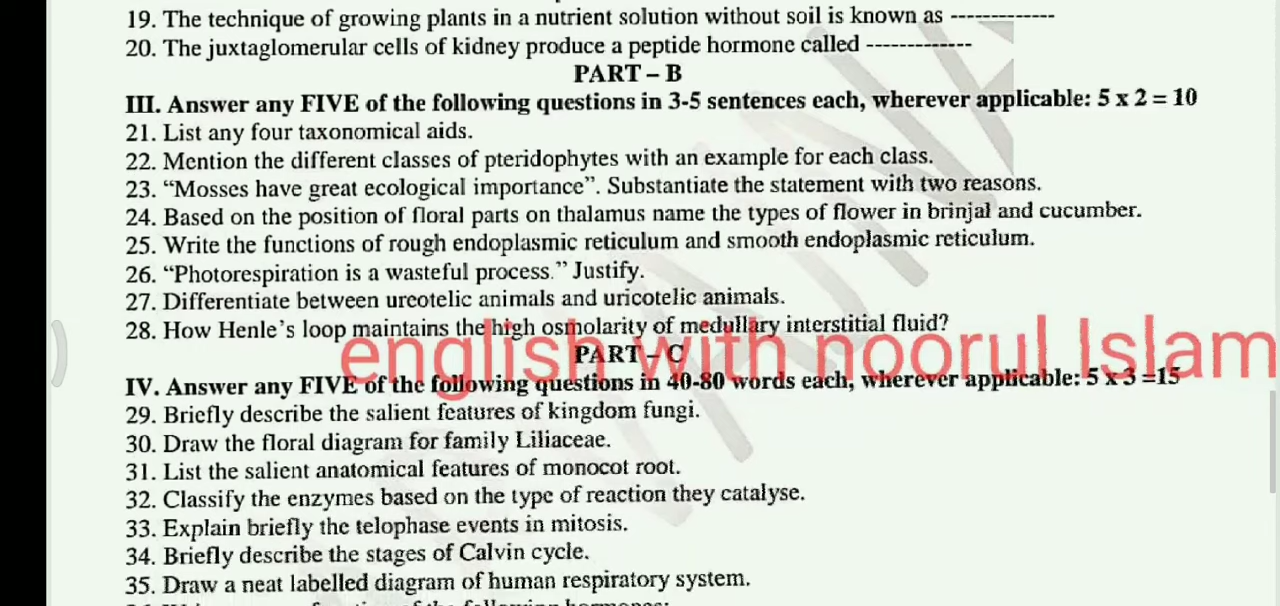 19. The technique of growing plants in a nutrient solution without soil is known as -------------
20. The juxtaglomerular cells of kidney produce a peptide hormone called -------------
PART – B
III. Answer any FIVE of the following questions in 3-5 sentences each, wherever applicable: 5 x 2 = 10
21. List any four taxonomical aids.
22. Mention the different classes of pteridophytes with an example for each class.
23. “Mosses have great ecological importance”. Substantiate the statement with two reasons.
24. Based on the position of floral parts on thalamus name the types of flower in brinjal and cucumber.
25. Write the functions of rough endoplasmic reticulum and smooth endoplasmic reticulum.
26. “Photorespiration is a wasteful process.” Justify.
27. Differentiate between ureotelic animals and uricotelic animals.
28. How Henle’s loop maintains the high osmolarity of medullary interstitial fluid?
english with noorul Islam
PART – C
IV. Answer any FIVE of the following questions in 40-80 words each, wherever applicable: 5 x 3 =15
29. Briefly describe the salient features of kingdom fungi.
30. Draw the floral diagram for family Liliaceae.
31. List the salient anatomical features of monocot root.
32. Classify the enzymes based on the type of reaction they catalyse.
33. Explain briefly the telophase events in mitosis.
34. Briefly describe the stages of Calvin cycle.
35. Draw a neat labelled diagram of human respiratory system.